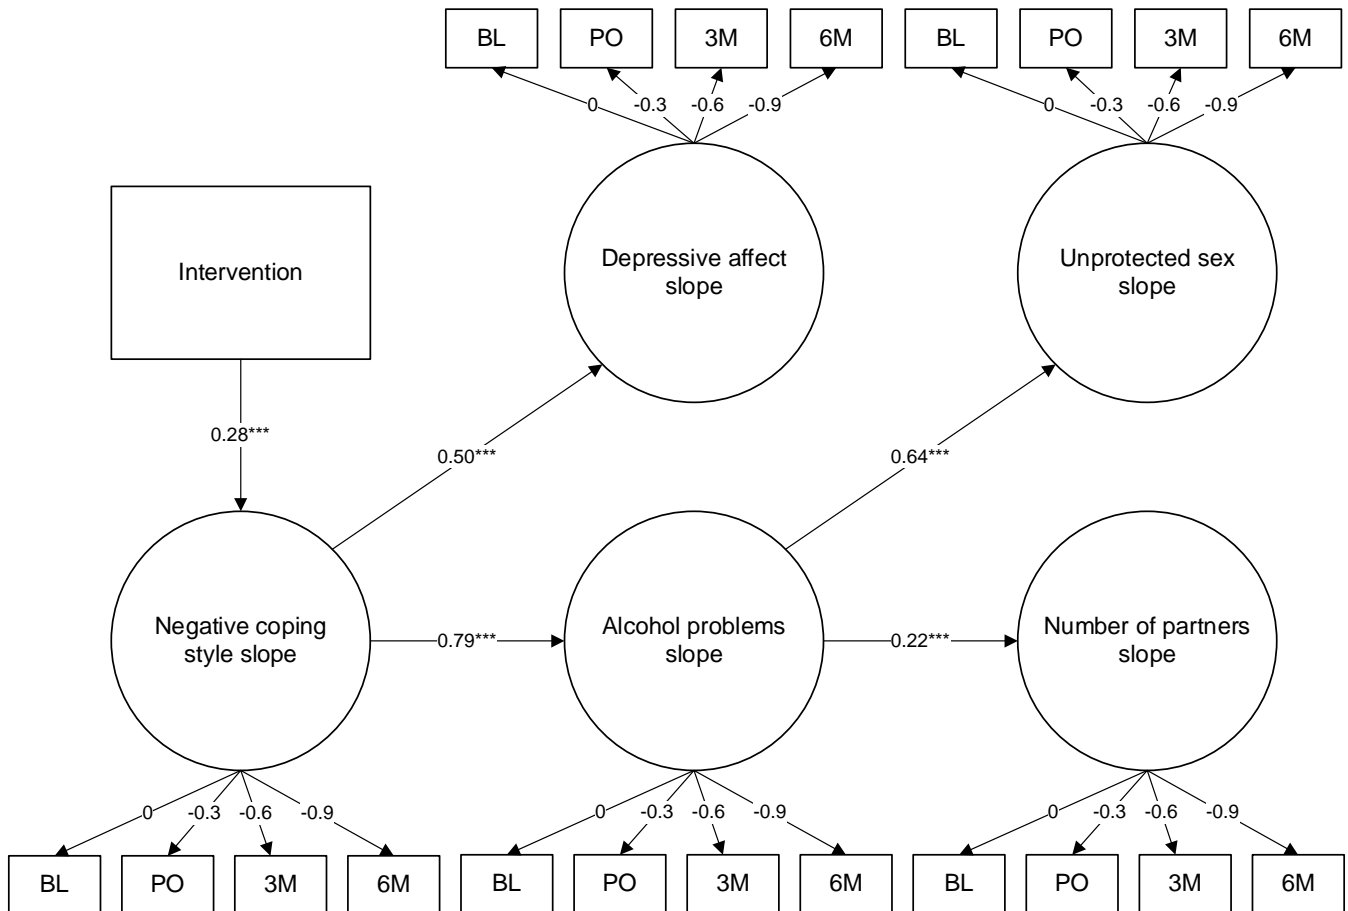 BL PO 3M 6M BL PO 3M 6M
0 -0.3 -0.6 -0.9 0 -0.3 -0.6 -0.9
Intervention
Depressive affect
slope
Unprotected sex
slope
0.28***
0.50***
0.64***
Negative coping
style slope
0.79***
Alcohol problems
slope
0.22***
Number of partners
slope
0 -0.3 -0.6 -0.9 0 -0.3 -0.6 -0.9 0 -0.3 -0.6 -0.9
BL PO 3M 6M BL PO 3M 6M BL PO 3M 6M